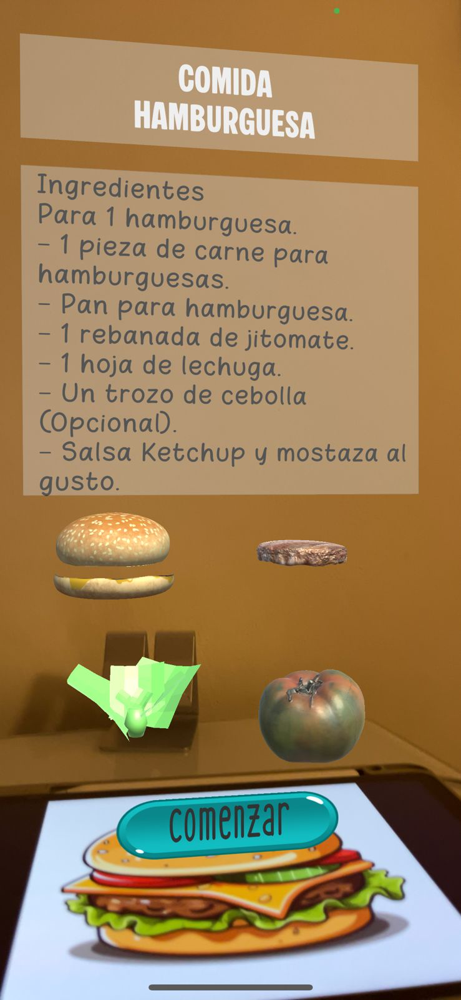 COMIDA
HAMBURGUESA
Ingredientes
Para 1 hamburguesa.
- 1 pieza de carne para
hamburguesas.
- Pan para hamburguesa.
- 1 rebanada de jitomate.
- 1 hoja de lechuga.
- Un trozo de cebolla
(Opcional).
- Salsa Ketchup y mostaza al
gusto.
comenzar